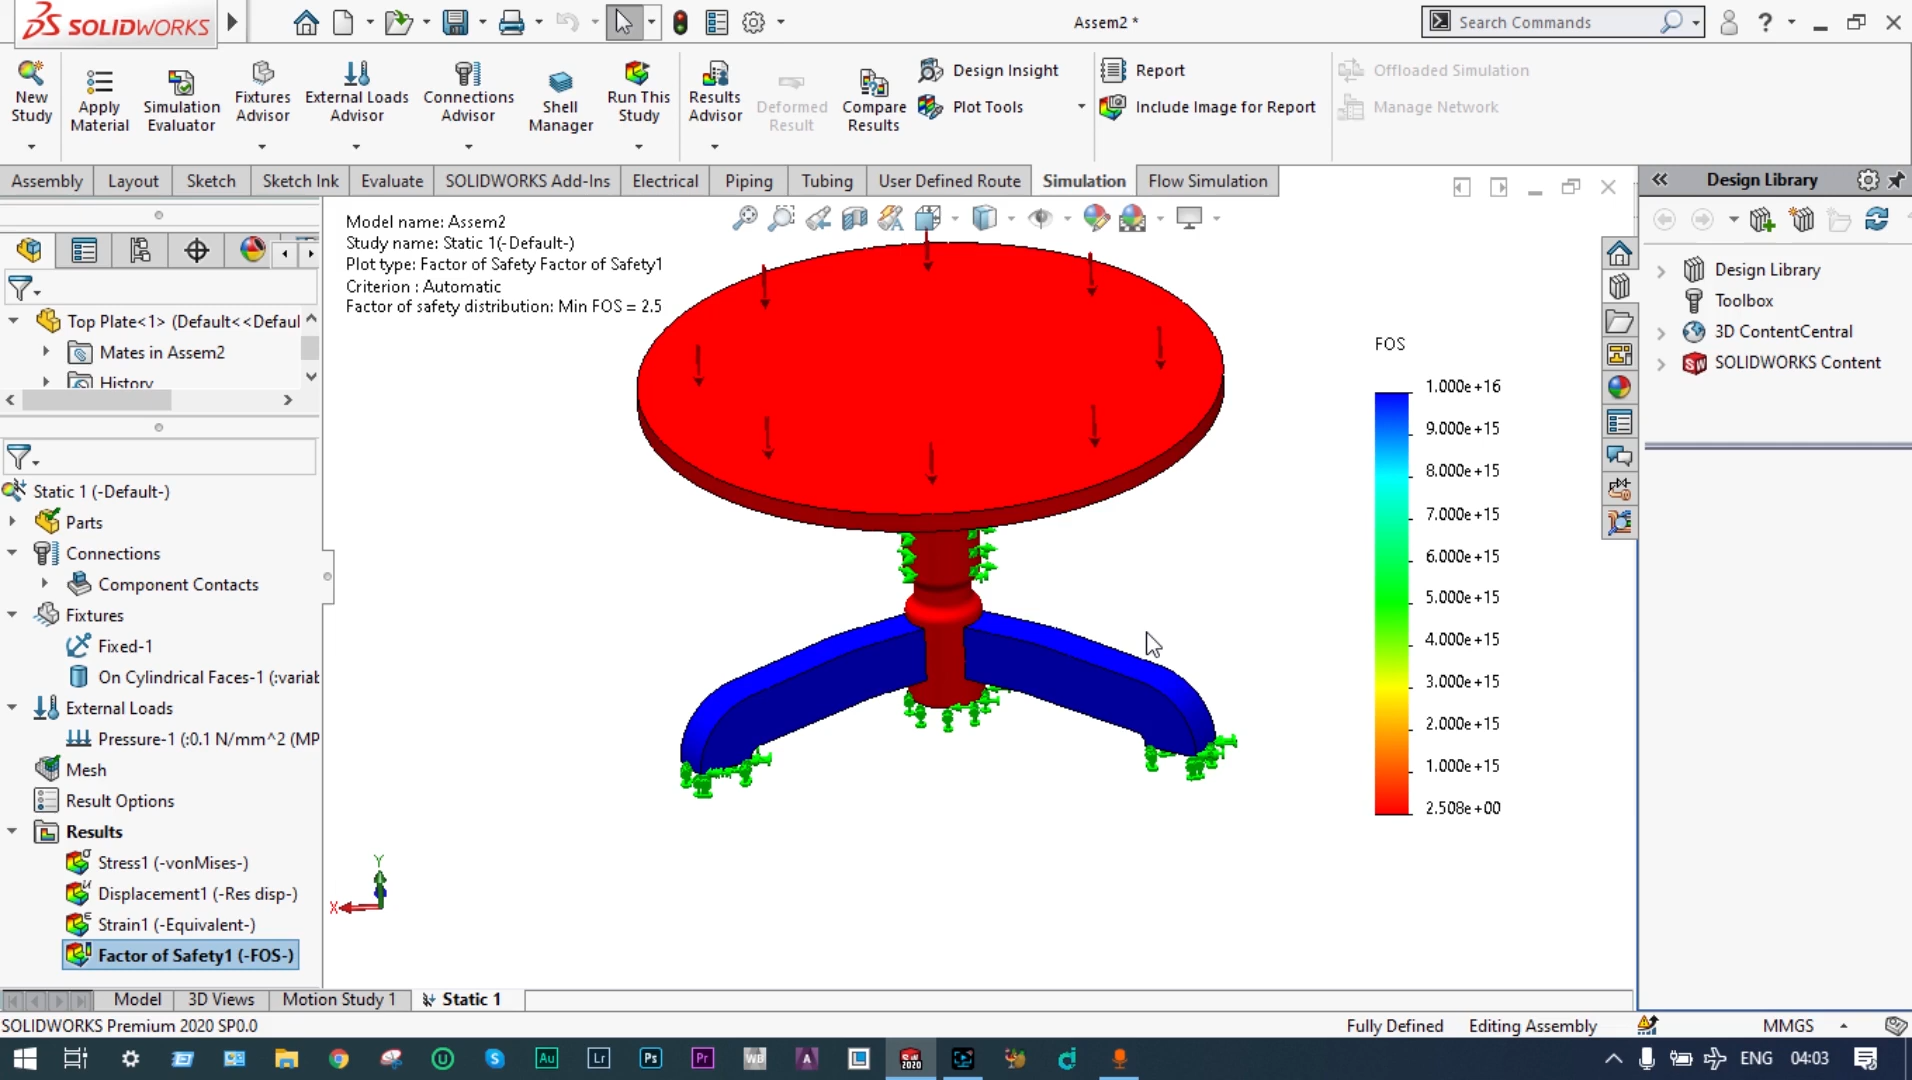 SOLIDWORKS
Assem2 *
Search Commands
New Study
Apply Material
Simulation Evaluator
Fixtures Advisor
External Loads Advisor
Connections Advisor
Shell Manager
Run This Study
Results Advisor
Deformed Result
Compare Results
Design Insight
Plot Tools
Report
Include Image for Report
Offloaded Simulation
Manage Network
Assembly
Layout
Sketch
Sketch Ink
Evaluate
SOLIDWORKS Add-Ins
Electrical
Piping
Tubing
User Defined Route
Simulation
Flow Simulation
Design Library
Model name: Assem2
Study name: Static 1(-Default-)
Plot type: Factor of Safety Factor of Safety1
Criterion : Automatic
Factor of safety distribution: Min FOS = 2.5
Top Plate<1> (Default<<Defaul
Mates in Assem2
History
Static 1 (-Default-)
Parts
Connections
Component Contacts
Fixtures
Fixed-1
On Cylindrical Faces-1 (:variab
External Loads
Pressure-1 (:0.1 N/mm^2 (MP
Mesh
Result Options
Results
Stress1 (-vonMises-)
Displacement1 (-Res disp-)
Strain1 (-Equivalent-)
Factor of Safety1 (-FOS-)
Y
X
FOS
1.000e+16
9.000e+15
8.000e+15
7.000e+15
6.000e+15
5.000e+15
4.000e+15
3.000e+15
2.000e+15
1.000e+15
2.508e+00
Design Library
Toolbox
3D ContentCentral
SOLIDWORKS Content
Model
3D Views
Motion Study 1
Static 1
SOLIDWORKS Premium 2020 SP0.0
Fully Defined
Editing Assembly
MMGS
Au
Lr
Ps
Pr
WB
A
SW 2020
ENG
04:03